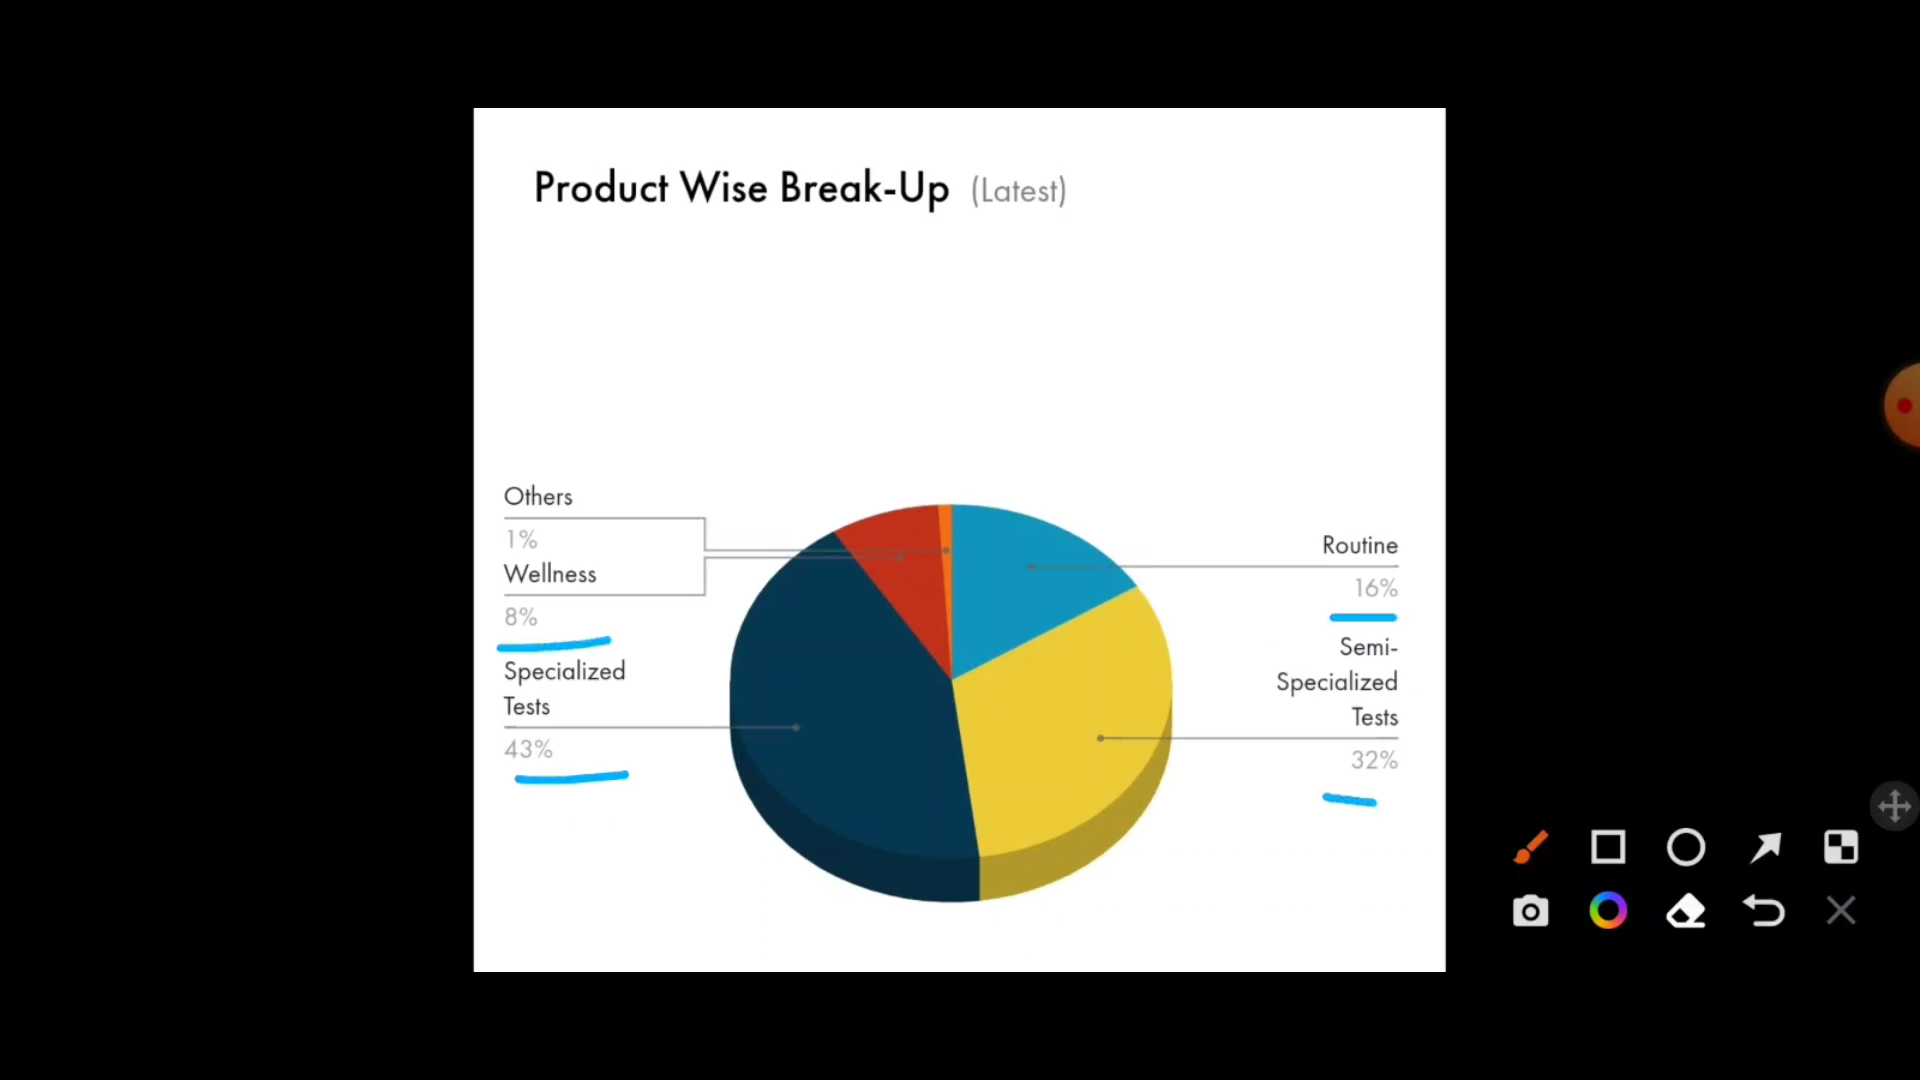 Product Wise Break-Up (Latest)
Others
1%
Wellness
8%
Specialized
Tests
43%
Routine
16%
Semi-
Specialized
Tests
32%